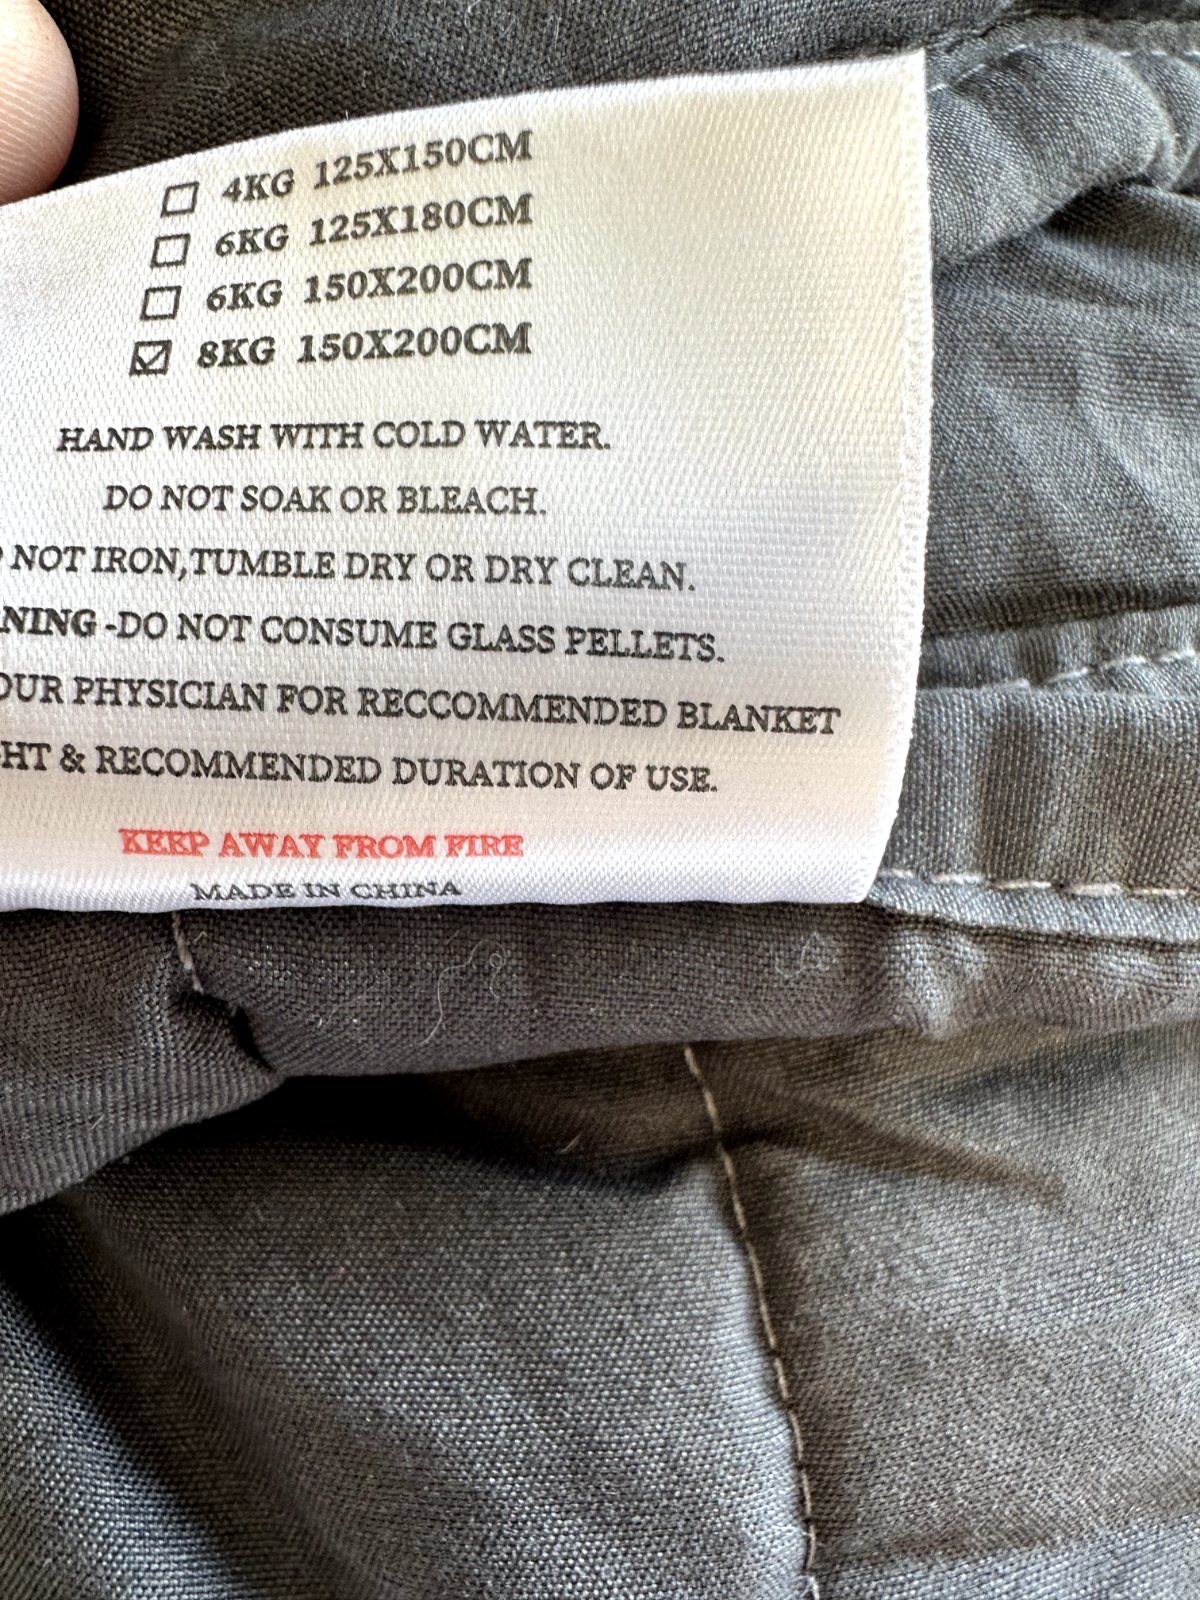 4KG 125X150CM
6KG 125X180CM
6KG 150X200CM
8KG 150X200CM
HAND WASH WITH COLD WATER.
DO NOT SOAK OR BLEACH.
NOT IRON,TUMBLE DRY OR DRY CLEAN.
NING -DO NOT CONSUME GLASS PELLETS.
OUR PHYSICIAN FOR RECCOMMENDED BLANKET
HT & RECOMMENDED DURATION OF USE.
KEEP AWAY FROM FIRE
MADE IN CHINA